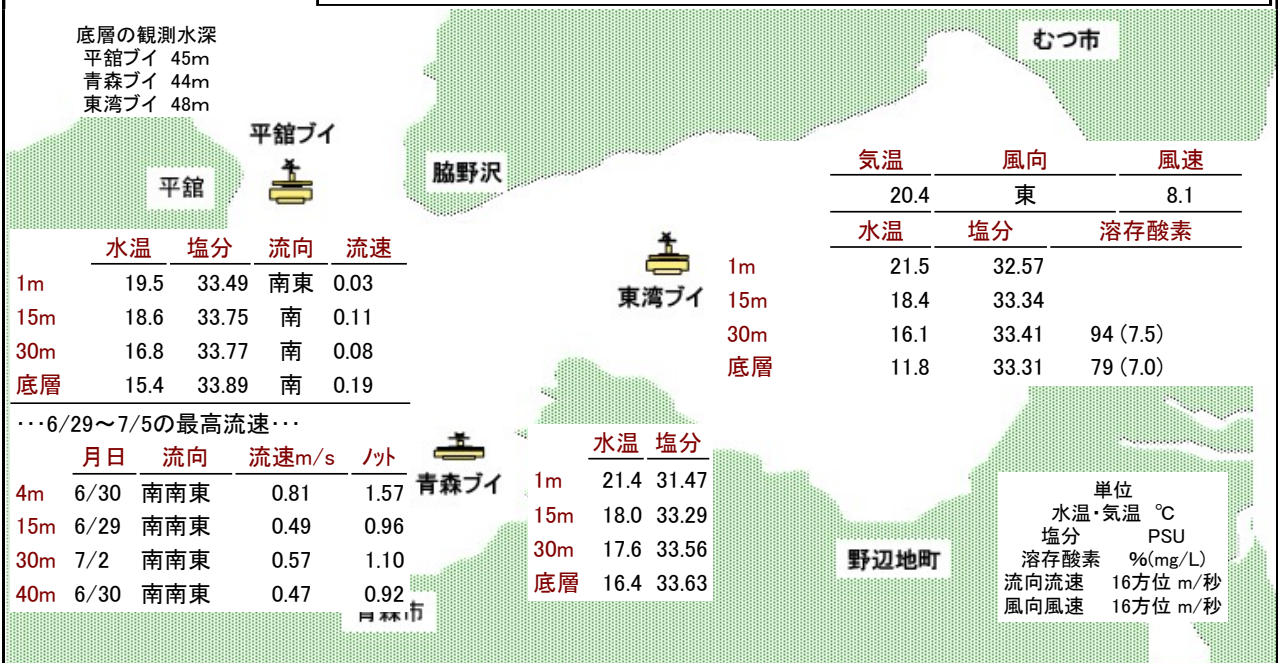 底層の観測水深
平舘ブイ 45m
青森ブイ 44m
東湾ブイ 48m
平舘ブイ
平舘
脇野沢
むつ市
水温 塩分 流向 流速
1m 19.5 33.49 南東 0.03
15m 18.6 33.75 南 0.11
30m 16.8 33.77 南 0.08
底層 15.4 33.89 南 0.19
･･･6/29～7/5の最高流速･･･
月日 流向 流速m/s ノット
4m 6/30 南南東 0.81 1.57
15m 6/29 南南東 0.49 0.96
30m 7/2 南南東 0.57 1.10
40m 6/30 南南東 0.47 0.92
東湾ブイ
気温 風向 風速
20.4 東 8.1
水温 塩分 溶存酸素
1m 21.5 32.57
15m 18.4 33.34
30m 16.1 33.41 94 (7.5)
底層 11.8 33.31 79 (7.0)
青森ブイ
水温 塩分
1m 21.4 31.47
15m 18.0 33.29
30m 17.6 33.56
底層 16.4 33.63
青森市
野辺地町
単位
水温･気温 ℃
塩分 PSU
溶存酸素 %(mg/L)
流向流速 16方位 m/秒
風向風速 16方位 m/秒